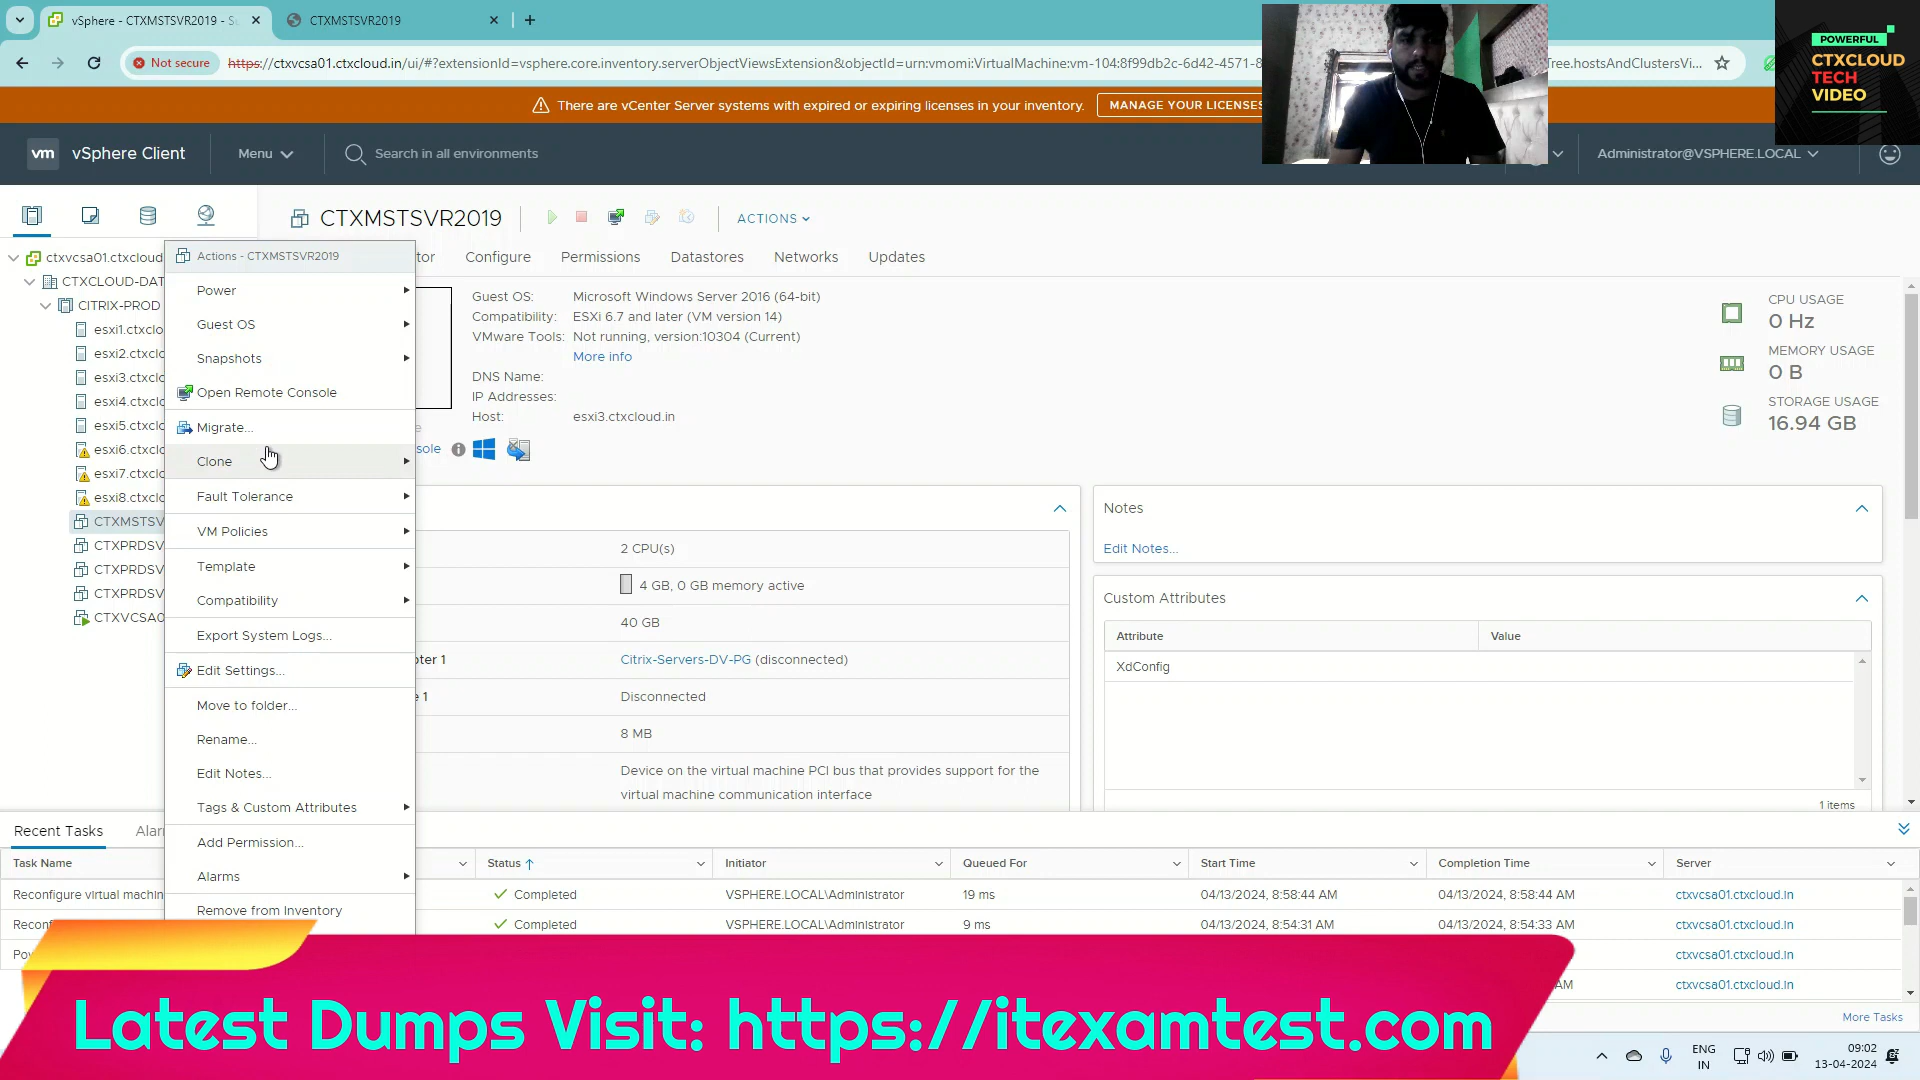 vSphere - CTXMSTSVR2019 - S
CTXMSTSVR2019
Not secure
https://ctxvcsa01.ctxcloud.in/ui/#?extensionId=vsphere.core.inventory.serverObjectViewsExtension&objectId=urn:vmomi:VirtualMachine:vm-104:8f99db2c-6d42-4571-8
Tree.hostsAndClustersVi...
POWERFUL
CTXCLOUD
TECH
VIDEO
There are vCenter Server systems with expired or expiring licenses in your inventory.
MANAGE YOUR LICENSES
vm
vSphere Client
Menu
Search in all environments
Administrator@VSPHERE.LOCAL
CTXMSTSVR2019
ACTIONS
tor
Configure
Permissions
Datastores
Networks
Updates
ctxvcsa01.ctxcloud
CTXCLOUD-DAT
CITRIX-PROD
esxi1.ctxclo
esxi2.ctxclo
esxi3.ctxclo
esxi4.ctxclo
esxi5.ctxclo
esxi6.ctxclo
esxi7.ctxclo
esxi8.ctxclo
CTXMSTSV
CTXPRDSV
CTXPRDSV
CTXPRDSV
CTXVCSA0
Actions - CTXMSTSVR2019
Power
Guest OS
Snapshots
Open Remote Console
Migrate...
Clone
Fault Tolerance
VM Policies
Template
Compatibility
Export System Logs...
Edit Settings...
Move to folder...
Rename...
Edit Notes...
Tags & Custom Attributes
Add Permission...
Alarms
Remove from Inventory
Guest OS: Microsoft Windows Server 2016 (64-bit)
Compatibility: ESXi 6.7 and later (VM version 14)
VMware Tools: Not running, version:10304 (Current)
More info
DNS Name:
IP Addresses:
Host: esxi3.ctxcloud.in
sole
CPU USAGE
0 Hz
MEMORY USAGE
0 B
STORAGE USAGE
16.94 GB
2 CPU(s)
4 GB, 0 GB memory active
40 GB
pter 1
Citrix-Servers-DV-PG (disconnected)
e 1
Disconnected
8 MB
Device on the virtual machine PCI bus that provides support for the
virtual machine communication interface
Notes
Edit Notes...
Custom Attributes
Attribute
Value
XdConfig
1 items
Recent Tasks
Alar
Task Name
Status
Initiator
Queued For
Start Time
Completion Time
Server
Reconfigure virtual machin
Completed
VSPHERE.LOCAL\Administrator
19 ms
04/13/2024, 8:58:44 AM
04/13/2024, 8:58:44 AM
ctxvcsa01.ctxcloud.in
Recon
Completed
VSPHERE.LOCAL\Administrator
9 ms
04/13/2024, 8:54:31 AM
04/13/2024, 8:54:33 AM
ctxvcsa01.ctxcloud.in
Po
ctxvcsa01.ctxcloud.in
AM
ctxvcsa01.ctxcloud.in
More Tasks
Latest Dumps Visit: https://itexamtest.com
ENG
IN
09:02
13-04-2024